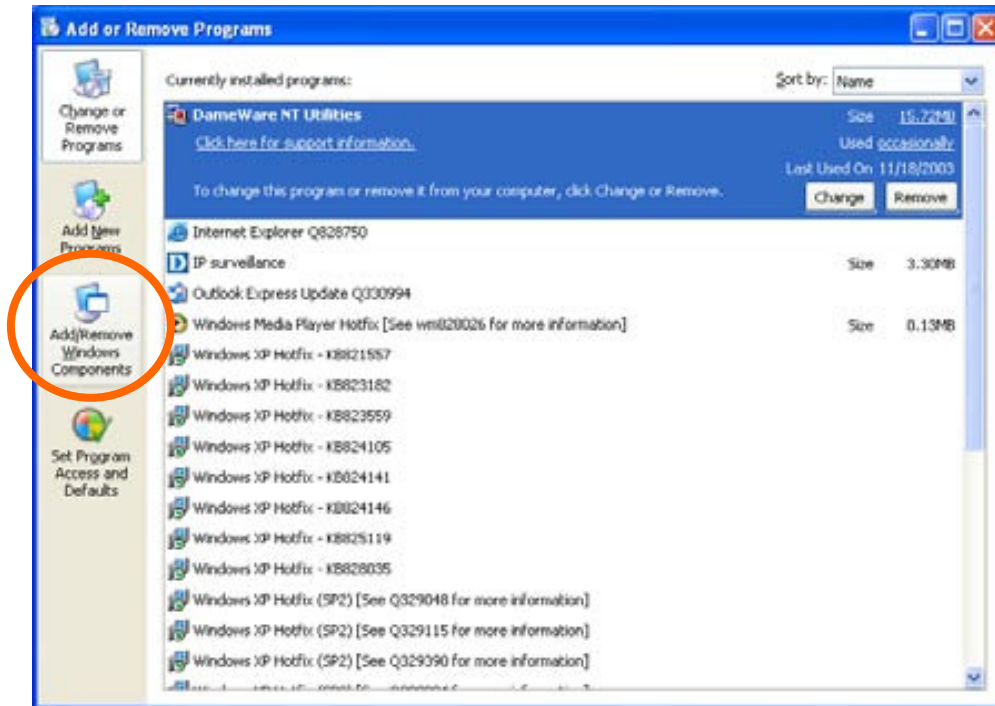 Add or Remove Programs
Change or
Remove
Programs
Add New
Programs
Add/Remove
Windows
Components
Set Program
Access and
Defaults
Currently installed programs:
Sort by: Name
DameWare NT Utilities
Size 15.72MB
Click here for support information.
Used occasionally
Last Used On 11/18/2003
To change this program or remove it from your computer, click Change or Remove.
Change Remove
Internet Explorer Q828750
IP surveillance Size 3.30MB
Outlook Express Update Q330994
Windows Media Player Hotfix [See wm828026 for more information] Size 0.13MB
Windows XP Hotfix - KB821557
Windows XP Hotfix - KB823182
Windows XP Hotfix - KB823559
Windows XP Hotfix - KB824105
Windows XP Hotfix - KB824141
Windows XP Hotfix - KB824146
Windows XP Hotfix - KB825119
Windows XP Hotfix - KB828035
Windows XP Hotfix (SP2) [See Q329048 for more information]
Windows XP Hotfix (SP2) [See Q329115 for more information]
Windows XP Hotfix (SP2) [See Q329390 for more information]